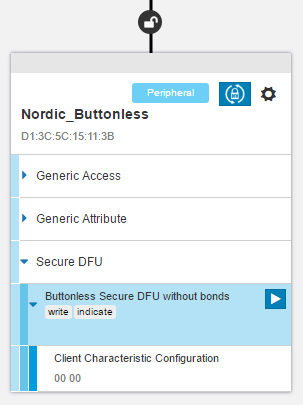 Peripheral
Nordic_Buttonless
D1:3C:5C:15:11:3B
Generic Access
Generic Attribute
Secure DFU
Buttonless Secure DFU without bonds
write indicate
Client Characteristic Configuration
00 00